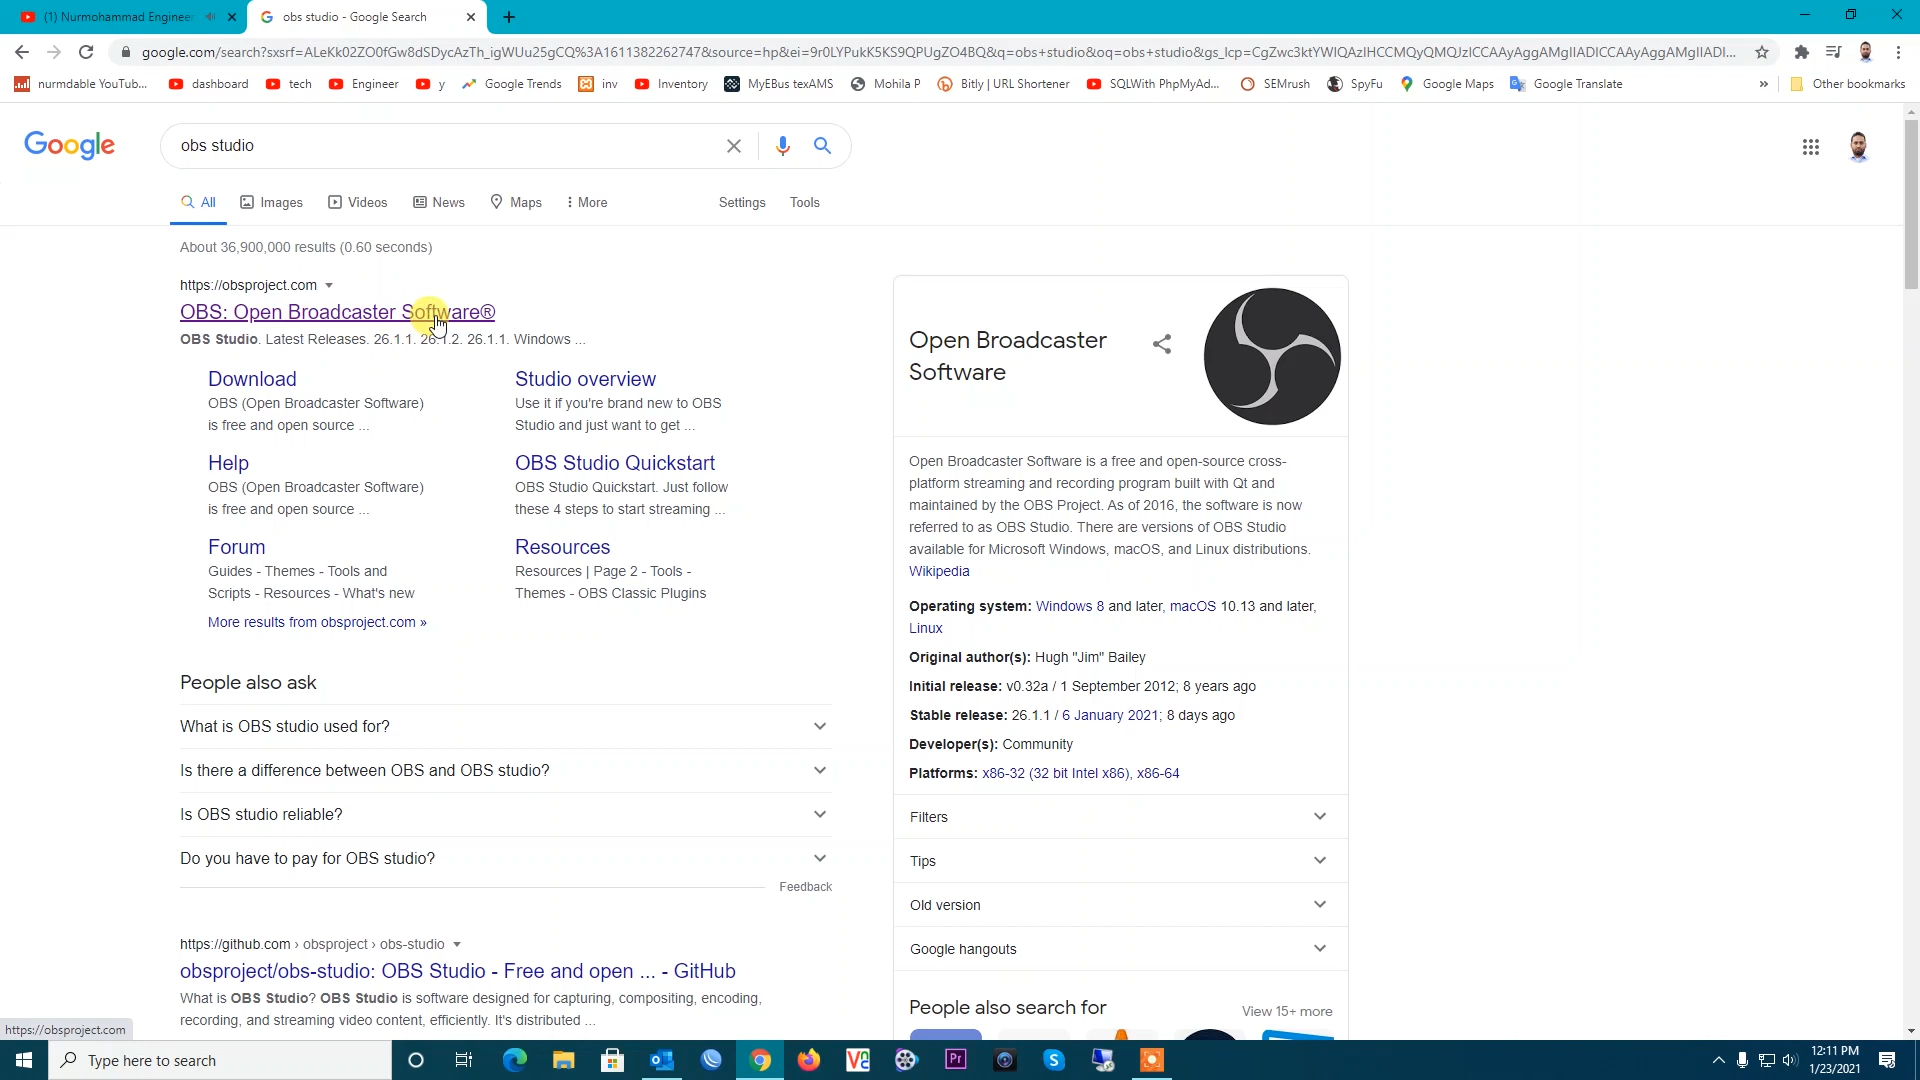 (1) Nurmohammad Engineer
obs studio - Google Search
google.com/search?sxsrf=ALeKk02ZO0fGw8dSDycAzTh_igWUu25gCQ%3A1611382262747&source=hp&ei=9r0LYPukK5KS9QPUgZO4BQ&q=obs+studio&oq=obs+studio&gs_lcp=CgZwc3ktYWIQAzIHCCMQyQMQJzICCAAyAggAMgIIADICCAAyAggAMgIIADI...
nurmdable YouTub...
dashboard
tech
Engineer
y
Google Trends
inv
Inventory
MyEBus texAMS
Mohila P
Bitly | URL Shortener
SQLWith PhpMyAd...
SEMrush
SpyFu
Google Maps
Google Translate
»
Other bookmarks
Google
obs studio
All
Images
Videos
News
Maps
More
Settings
Tools
About 36,900,000 results (0.60 seconds)
https://obsproject.com
OBS: Open Broadcaster Software®
OBS Studio. Latest Releases. 26.1.1. 26.1.2. 26.1.1. Windows ...
Download
OBS (Open Broadcaster Software)
is free and open source ...
Studio overview
Use it if you're brand new to OBS
Studio and just want to get ...
Help
OBS (Open Broadcaster Software)
is free and open source ...
OBS Studio Quickstart
OBS Studio Quickstart. Just follow
these 4 steps to start streaming ...
Forum
Guides - Themes - Tools and
Scripts - Resources - What's new
Resources
Resources | Page 2 - Tools -
Themes - OBS Classic Plugins
More results from obsproject.com »
People also ask
What is OBS studio used for?
Is there a difference between OBS and OBS studio?
Is OBS studio reliable?
Do you have to pay for OBS studio?
Feedback
https://github.com › obsproject › obs-studio
obsproject/obs-studio: OBS Studio - Free and open ... - GitHub
What is OBS Studio? OBS Studio is software designed for capturing, compositing, encoding,
recording, and streaming video content, efficiently. It's distributed ...
Open Broadcaster
Software
Open Broadcaster Software is a free and open-source cross-
platform streaming and recording program built with Qt and
maintained by the OBS Project. As of 2016, the software is now
referred to as OBS Studio. There are versions of OBS Studio
available for Microsoft Windows, macOS, and Linux distributions.
Wikipedia
Operating system: Windows 8 and later, macOS 10.13 and later,
Linux
Original author(s): Hugh "Jim" Bailey
Initial release: v0.32a / 1 September 2012; 8 years ago
Stable release: 26.1.1 / 6 January 2021; 8 days ago
Developer(s): Community
Platforms: x86-32 (32 bit Intel x86), x86-64
Filters
Tips
Old version
Google hangouts
People also search for
View 15+ more
https://obsproject.com
Type here to search
12:11 PM
1/23/2021